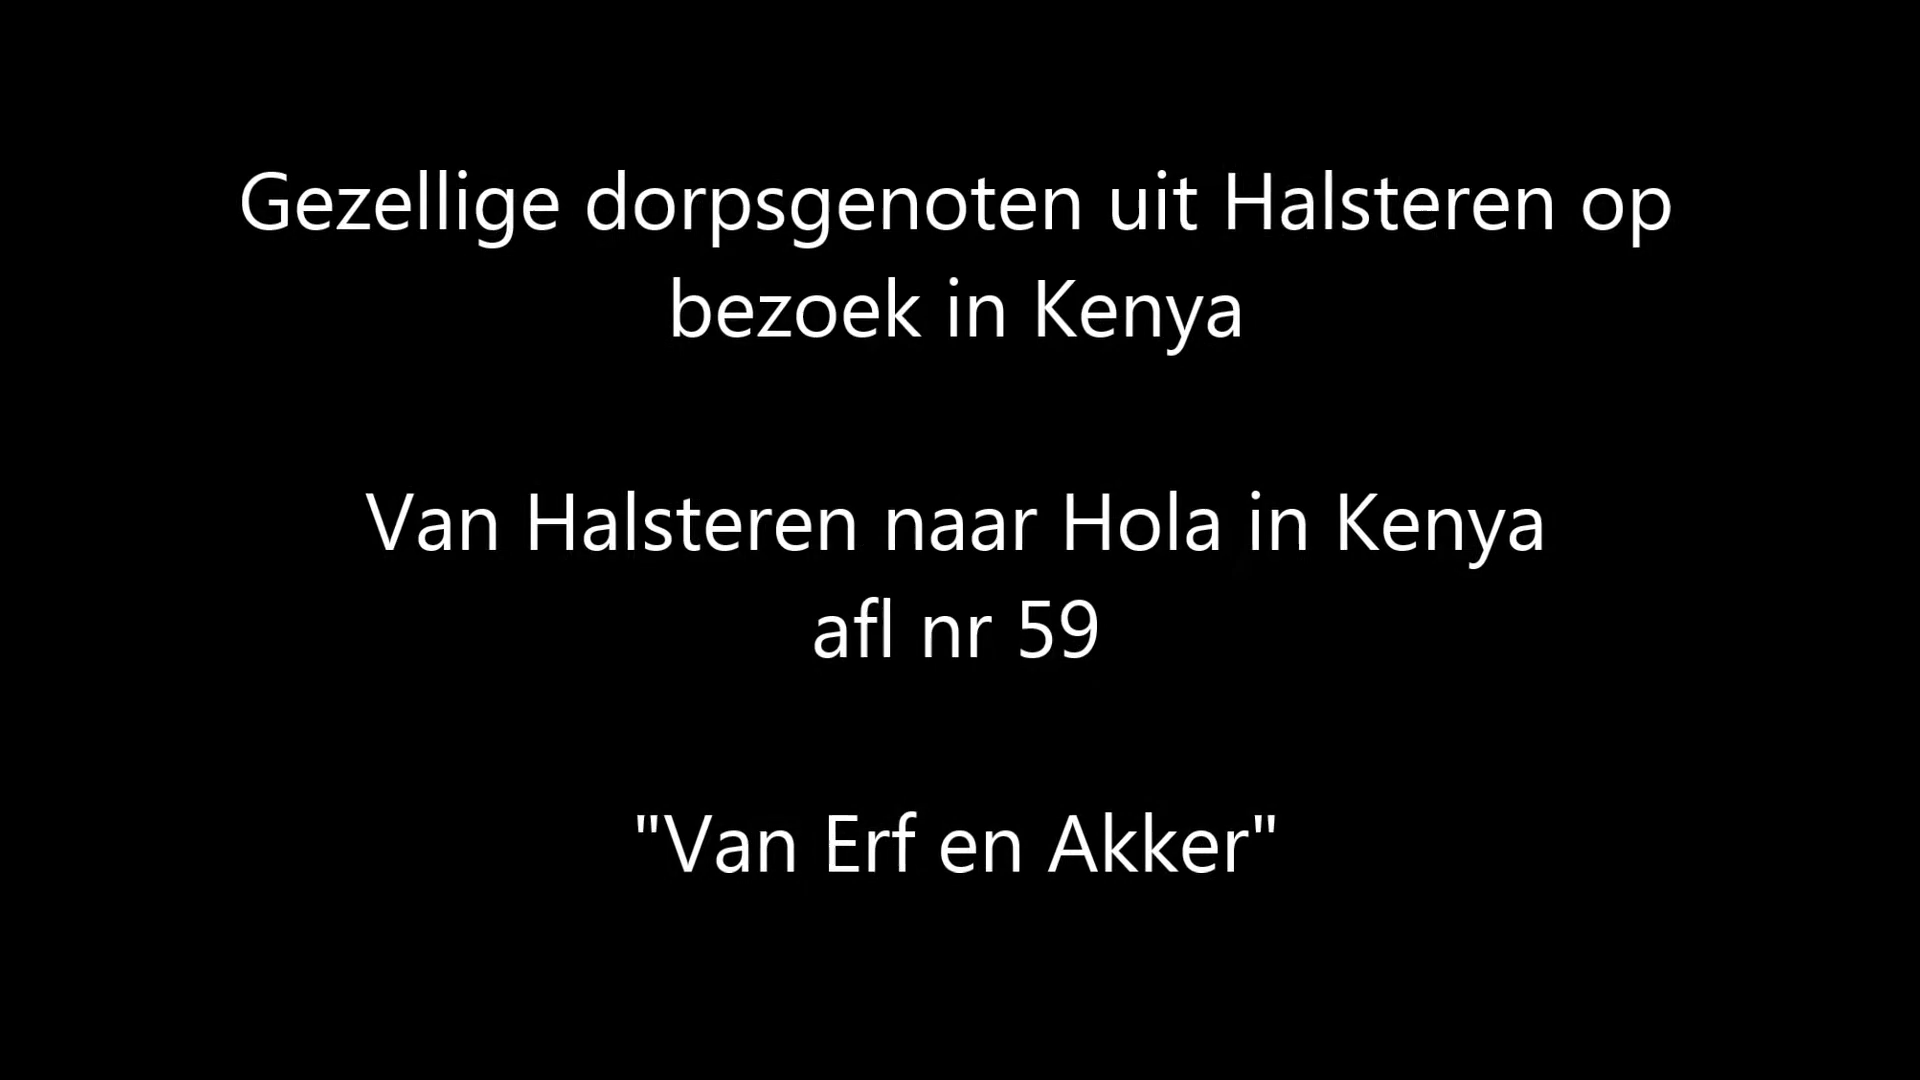 Gezellige dorpsgenoten uit Halsteren op
bezoek in Kenya
Van Halsteren naar Hola in Kenya
afl nr 59
"Van Erf en Akker"